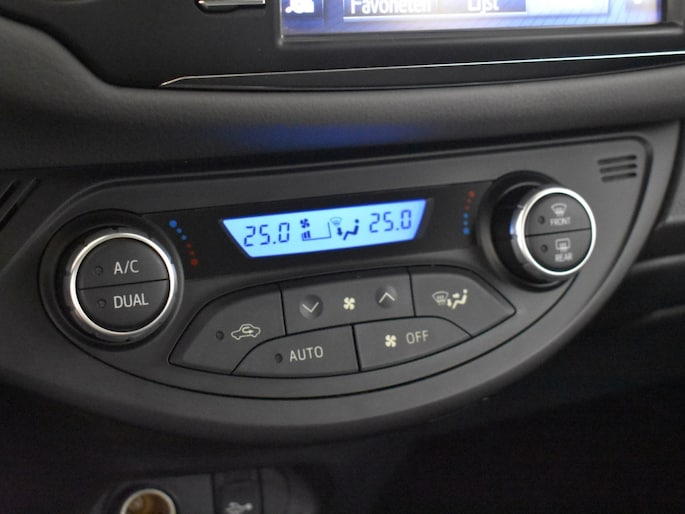 Favorieten Lijst
25.0 25.0
A/C
DUAL
FRONT
REAR
AUTO
OFF